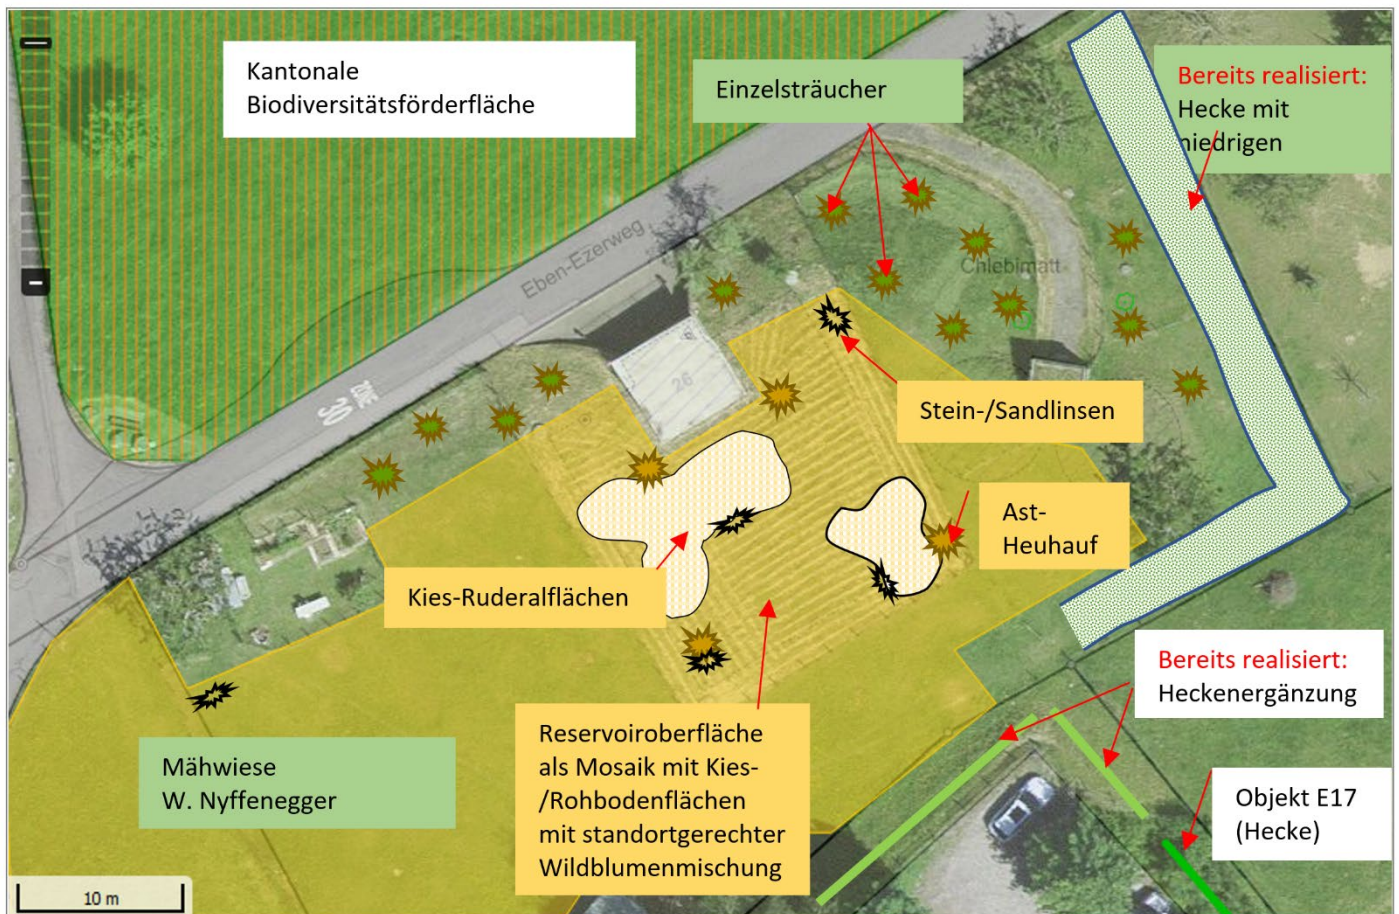 Kantonale
Biodiversitätsförderfläche
Einzelsträucher
Bereits realisiert:
Hecke mit
niedrigen
Eben-Ezerweg
Chlebimatt
ZONE
30
26
Stein-/Sandlinsen
Ast-
Heuhauf
Kies-Ruderalflächen
Bereits realisiert:
Heckenergänzung
Reservoiroberfläche
als Mosaik mit Kies-
/Rohbodenflächen
mit standortgerechter
Wildblumenmischung
Mähwiese
W. Nyffenegger
Objekt E17
(Hecke)
10 m